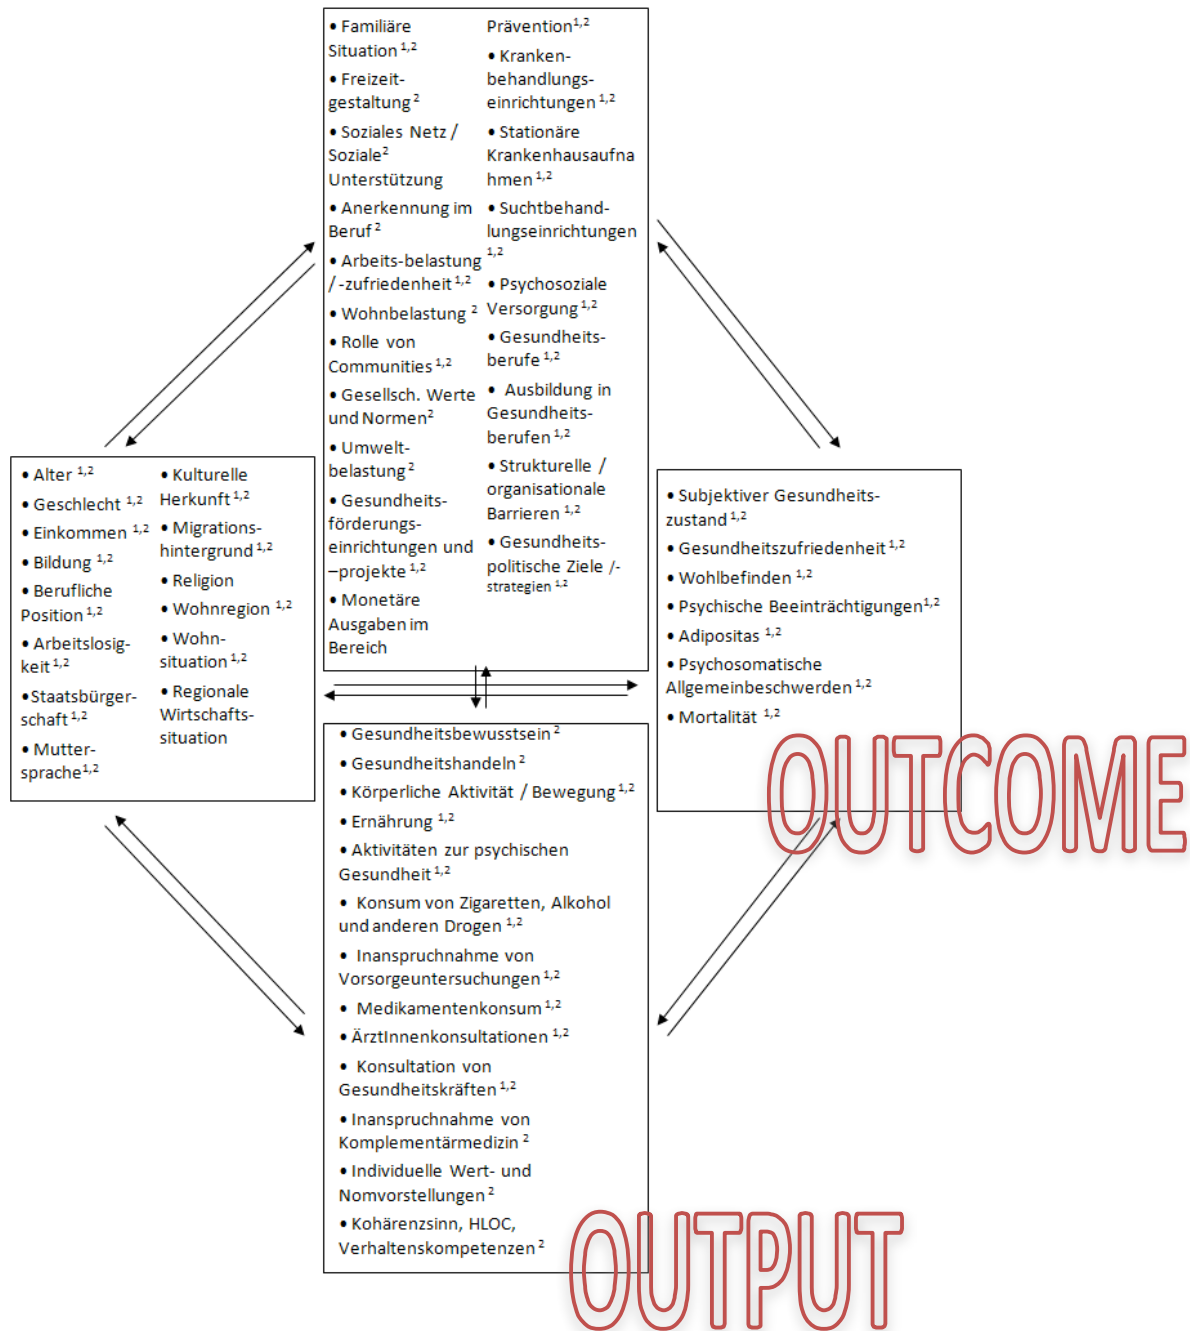 • Familiäre
Situation 1,2
• Freizeit-
gestaltung 2
• Soziales Netz /
Soziale2
Unterstützung
• Anerkennung im
Beruf 2
• Arbeits-belastung
/ -zufriedenheit 1,2
• Wohnbelastung 2
• Rolle von
Communities 1,2
• Gesellsch. Werte
und Normen2
• Umwelt-
belastung 2
• Gesundheits-
förderungs-
einrichtungen und
–projekte 1,2
• Monetäre
Ausgaben im
Bereich
Prävention1,2
• Kranken-
behandlungs-
einrichtungen 1,2
• Stationäre
Krankenhausaufna
hmen 1,2
• Suchtbehand-
lungseinrichtungen
1,2
• Psychosoziale
Versorgung 1,2
• Gesundheits-
berufe 1,2
• Ausbildung in
Gesundheits-
berufen 1,2
• Strukturelle /
organisationale
Barrieren 1,2
• Gesundheits-
politische Ziele /-
strategien 1,2
• Alter 1,2
• Geschlecht 1,2
• Einkommen 1,2
• Bildung 1,2
• Berufliche
Position 1,2
• Arbeitslosig-
keit 1,2
•Staatsbürger-
schaft 1,2
• Mutter-
sprache1,2
• Kulturelle
Herkunft 1,2
• Migrations-
hintergrund 1,2
• Religion
• Wohnregion 1,2
• Wohn-
situation 1,2
• Regionale
Wirtschafts-
situation
• Subjektiver Gesundheits-
zustand 1,2
• Gesundheitszufriedenheit 1,2
• Wohlbefinden 1,2
• Psychische Beeinträchtigungen1,2
• Adipositas 1,2
• Psychosomatische
Allgemeinbeschwerden 1,2
• Mortalität 1,2
OUTCOME
• Gesundheitsbewusstsein 2
• Gesundheitshandeln 2
• Körperliche Aktivität / Bewegung 1,2
• Ernährung 1,2
• Aktivitäten zur psychischen
Gesundheit 1,2
• Konsum von Zigaretten, Alkohol
und anderen Drogen 1,2
• Inanspruchnahme von
Vorsorgeuntersuchungen 1,2
• Medikamentenkonsum 1,2
• ÄrztInnenkonsultationen 1,2
• Konsultation von
Gesundheitskräften 1,2
• Inanspruchnahme von
Komplementärmedizin 2
• Individuelle Wert- und
Nomvorstellungen 2
• Kohärenzsinn, HLOC,
Verhaltenskompetenzen 2
OUTPUT